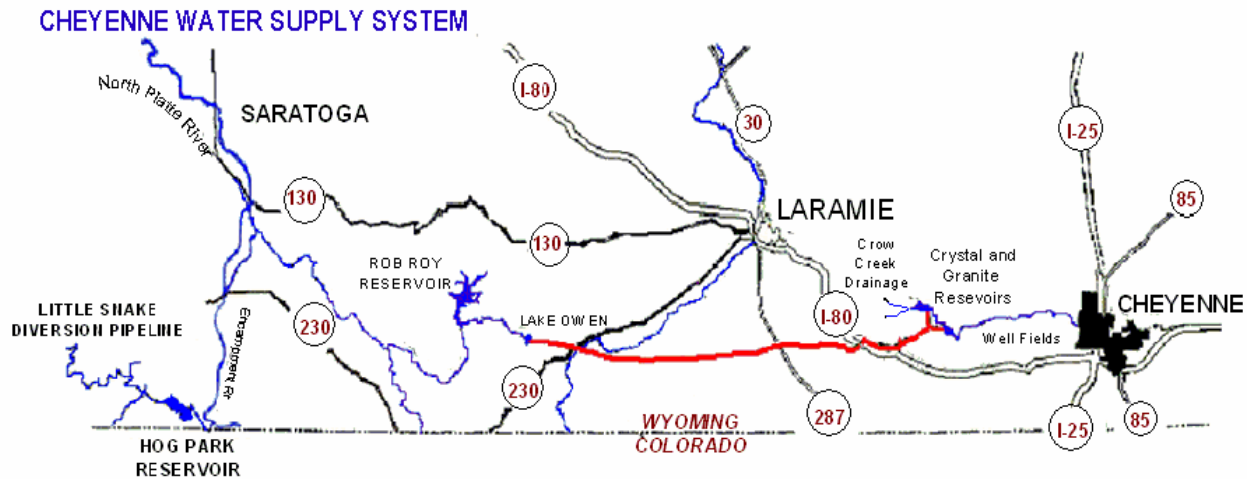 CHEYENNE WATER SUPPLY SYSTEM
North Platte River
SARATOGA
I-80
30
I-25
85
130
130
LARAMIE
ROB ROY
RESERVOIR
Crow
Creek
Drainage
Crystal and
Granite
Resevoirs
CHEYENNE
LITTLE SNAKE
DIVERSION PIPELINE
Encampment Rr
230
LAKE OWEN
I-80
Well Fields
230
287
I-25
85
WYOMING
COLORADO
HOG PARK
RESERVOIR